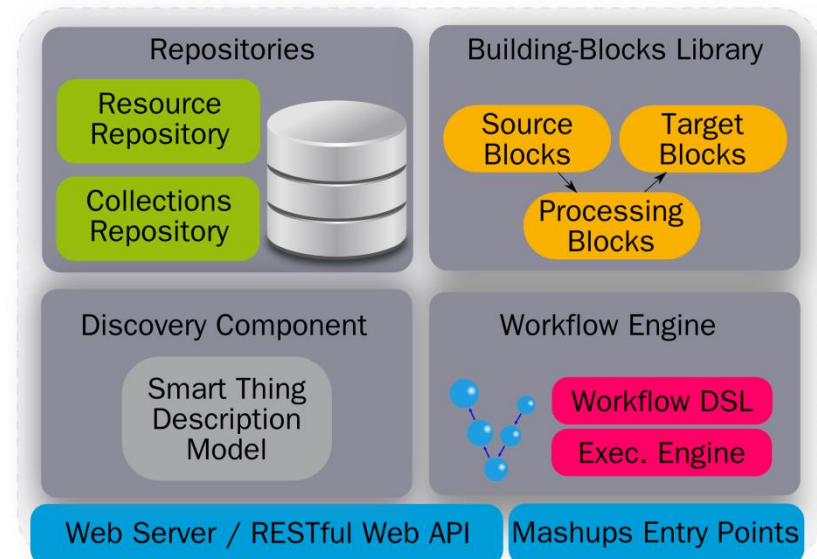 Repositories
Resource
Repository
Collections
Repository
Building-Blocks Library
Source
Blocks
Target
Blocks
Processing
Blocks
Discovery Component
Smart Thing
Description
Model
Workflow Engine
Workflow DSL
Exec. Engine
Web Server / RESTful Web API
Mashups Entry Points